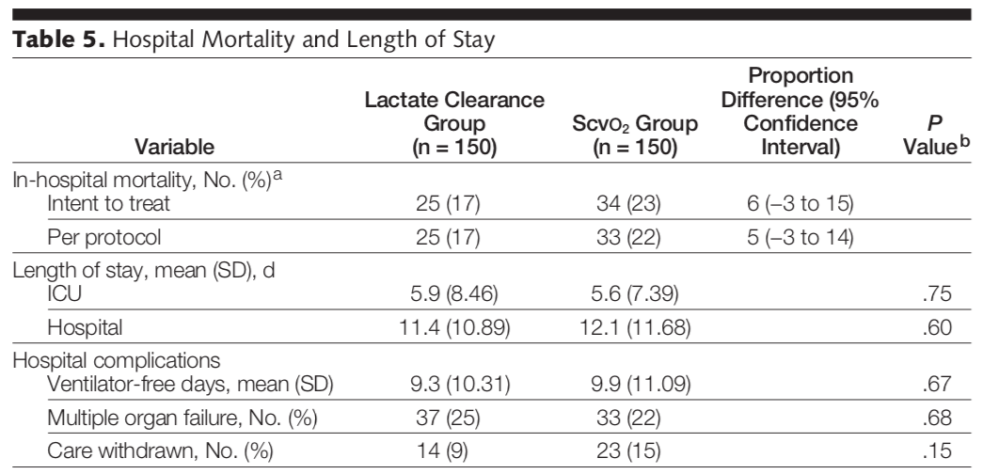 Table 5. Hospital Mortality and Length of Stay
Variable Lactate Clearance Group (n = 150) ScvO₂ Group (n = 150) Proportion Difference (95% Confidence Interval) P Valueᵇ
In-hospital mortality, No. (%)ᵃ
Intent to treat 25 (17) 34 (23) 6 (–3 to 15)
Per protocol 25 (17) 33 (22) 5 (–3 to 14)
Length of stay, mean (SD), d
ICU 5.9 (8.46) 5.6 (7.39) .75
Hospital 11.4 (10.89) 12.1 (11.68) .60
Hospital complications
Ventilator-free days, mean (SD) 9.3 (10.31) 9.9 (11.09) .67
Multiple organ failure, No. (%) 37 (25) 33 (22) .68
Care withdrawn, No. (%) 14 (9) 23 (15) .15